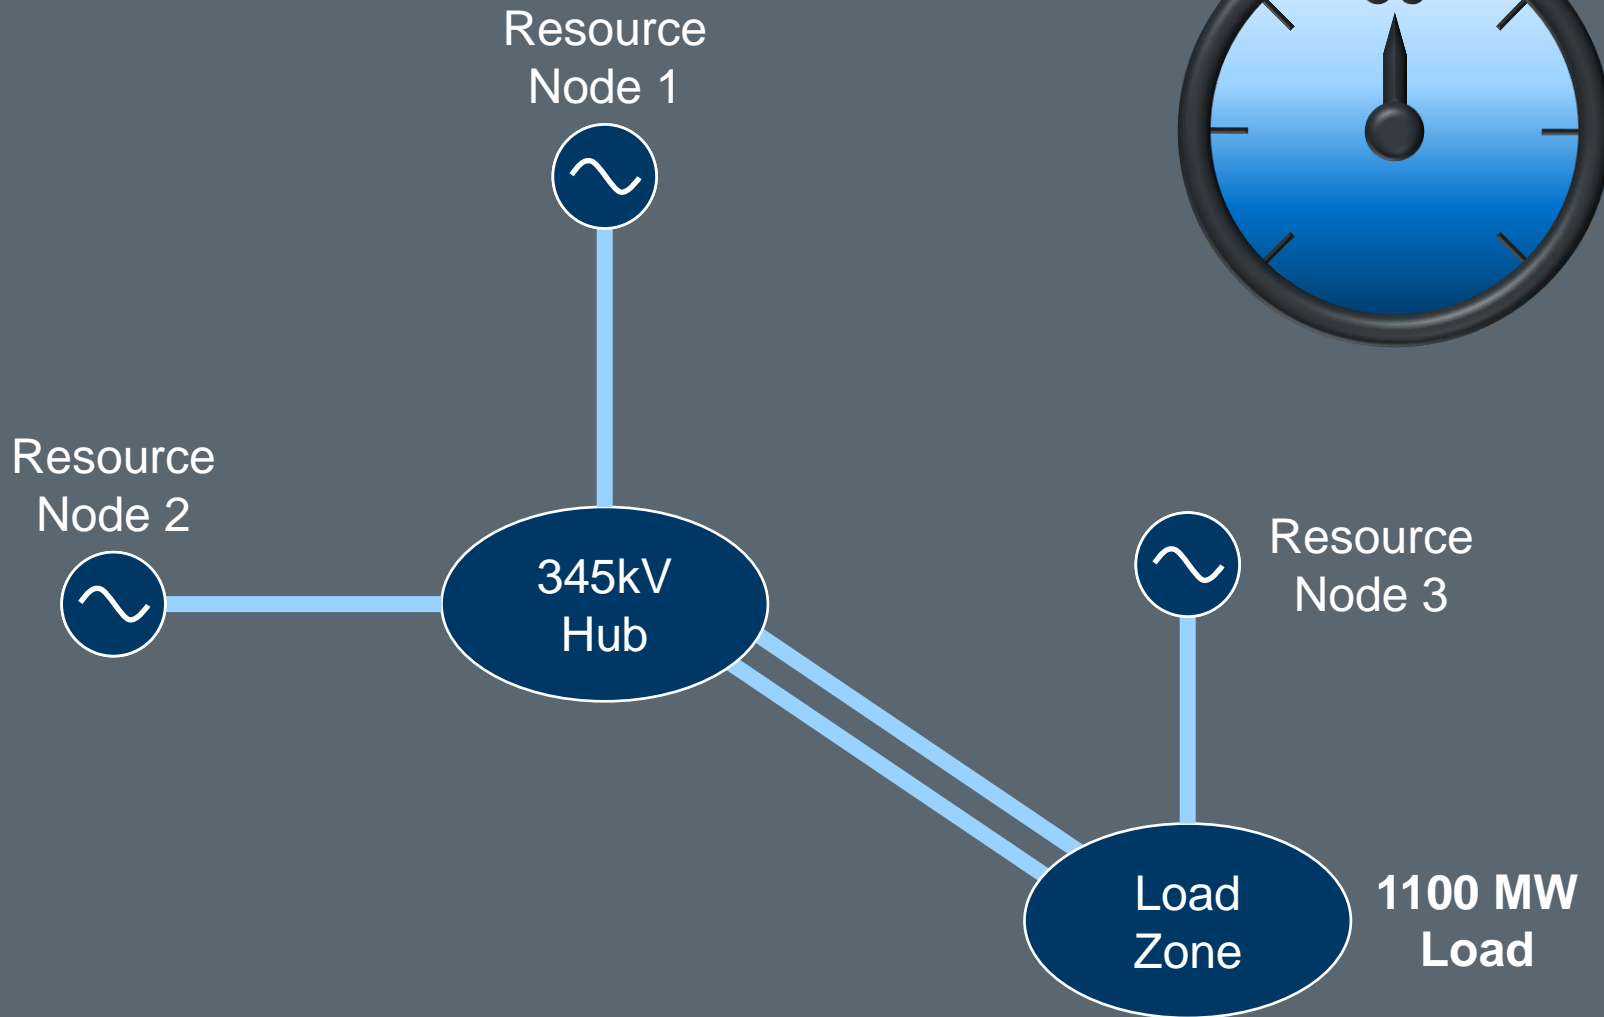 Resource
Node 1
Resource
Node 2
345kV
Hub
Resource
Node 3
Load
Zone
1100 MW
Load